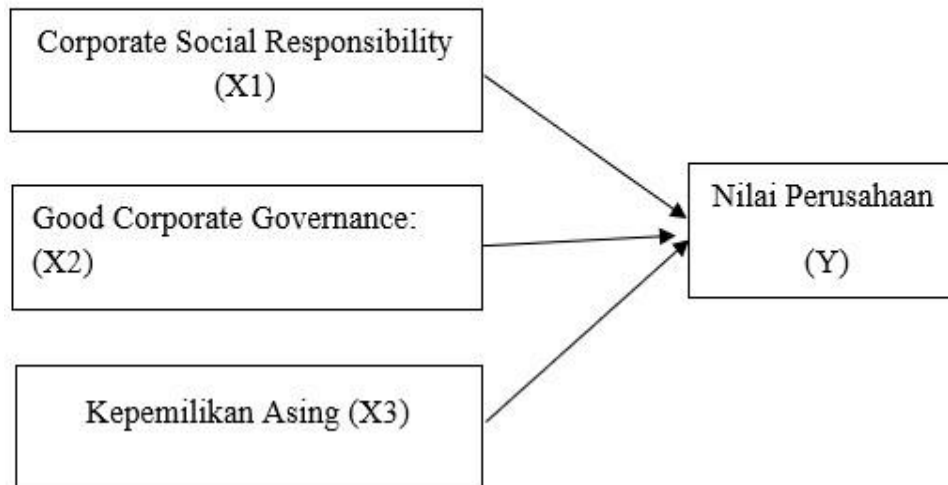 Corporate Social Responsibility
(X1)
Good Corporate Governance:
(X2)
Kepemilikan Asing (X3)
Nilai Perusahaan
(Y)